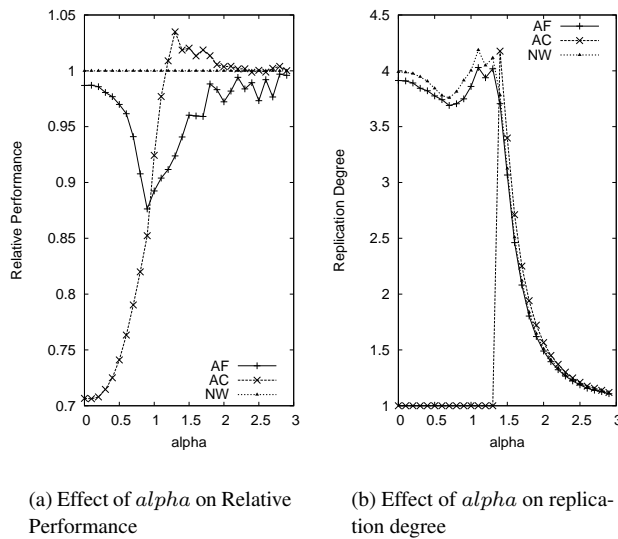 1.05
1
0.95
0.9
0.85
0.8
0.75
0.7
Relative Performance
0 0.5 1 1.5 2 2.5 3
alpha
AF
AC
NW
4.5
4
3.5
3
2.5
2
1.5
1
Replication Degree
0 0.5 1 1.5 2 2.5 3
alpha
AF
AC
NW
(a) Effect of alpha on Relative
Performance
(b) Effect of alpha on replica-
tion degree